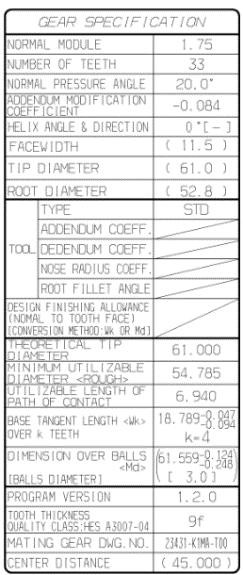 GEAR SPECIFICATION
NORMAL MODULE 1.75
NUMBER OF TEETH 33
NORMAL PRESSURE ANGLE 20.0°
ADDENDUM MODIFICATION
COEFFICIENT -0.084
HELIX ANGLE & DIRECTION 0°[-]
FACEWIDTH ( 11.5 )
TIP DIAMETER ( 61.0 )
ROOT DIAMETER ( 52.8 )
TOOL
TYPE STD
ADDENDUM COEFF.
DEDENDUM COEFF.
NOSE RADIUS COEFF.
ROOT FILLET ANGLE
DESIGN FINISHING ALLOWANCE
(NOMAL TO TOOTH FACE)
[CONVERSION METHOD:Wk OR Md]
THEORETICAL TIP
DIAMETER 61.000
MINIMUM UTILIZABLE
DIAMETER <ROUGH> 54.785
UTILIZABLE LENGTH OF
PATH OF CONTACT 6.940
BASE TANGENT LENGTH <Wk>
OVER k TEETH
18.789-0.047
-0.094
k=4
DIMENSION OVER BALLS
<Md>
[BALLS DIAMETER]
(61.559-0.124
-0.248)
[ 3.0 ]
PROGRAM VERSION 1.2.0
TOOTH THICKNESS
QUALITY CLASS:HES A3007-04 9f
MATING GEAR DWG.NO. 23431-K1MA-T00
CENTER DISTANCE ( 45.000 )